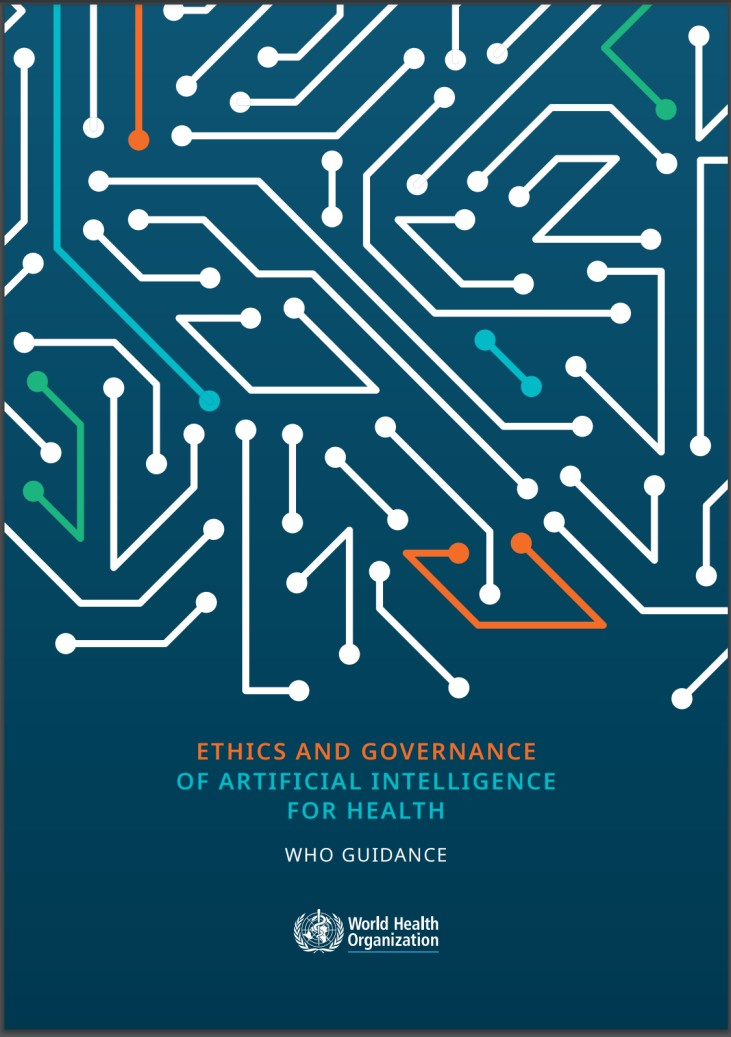 ETHICS AND GOVERNANCE
OF ARTIFICIAL INTELLIGENCE
FOR HEALTH
WHO GUIDANCE
World Health
Organization